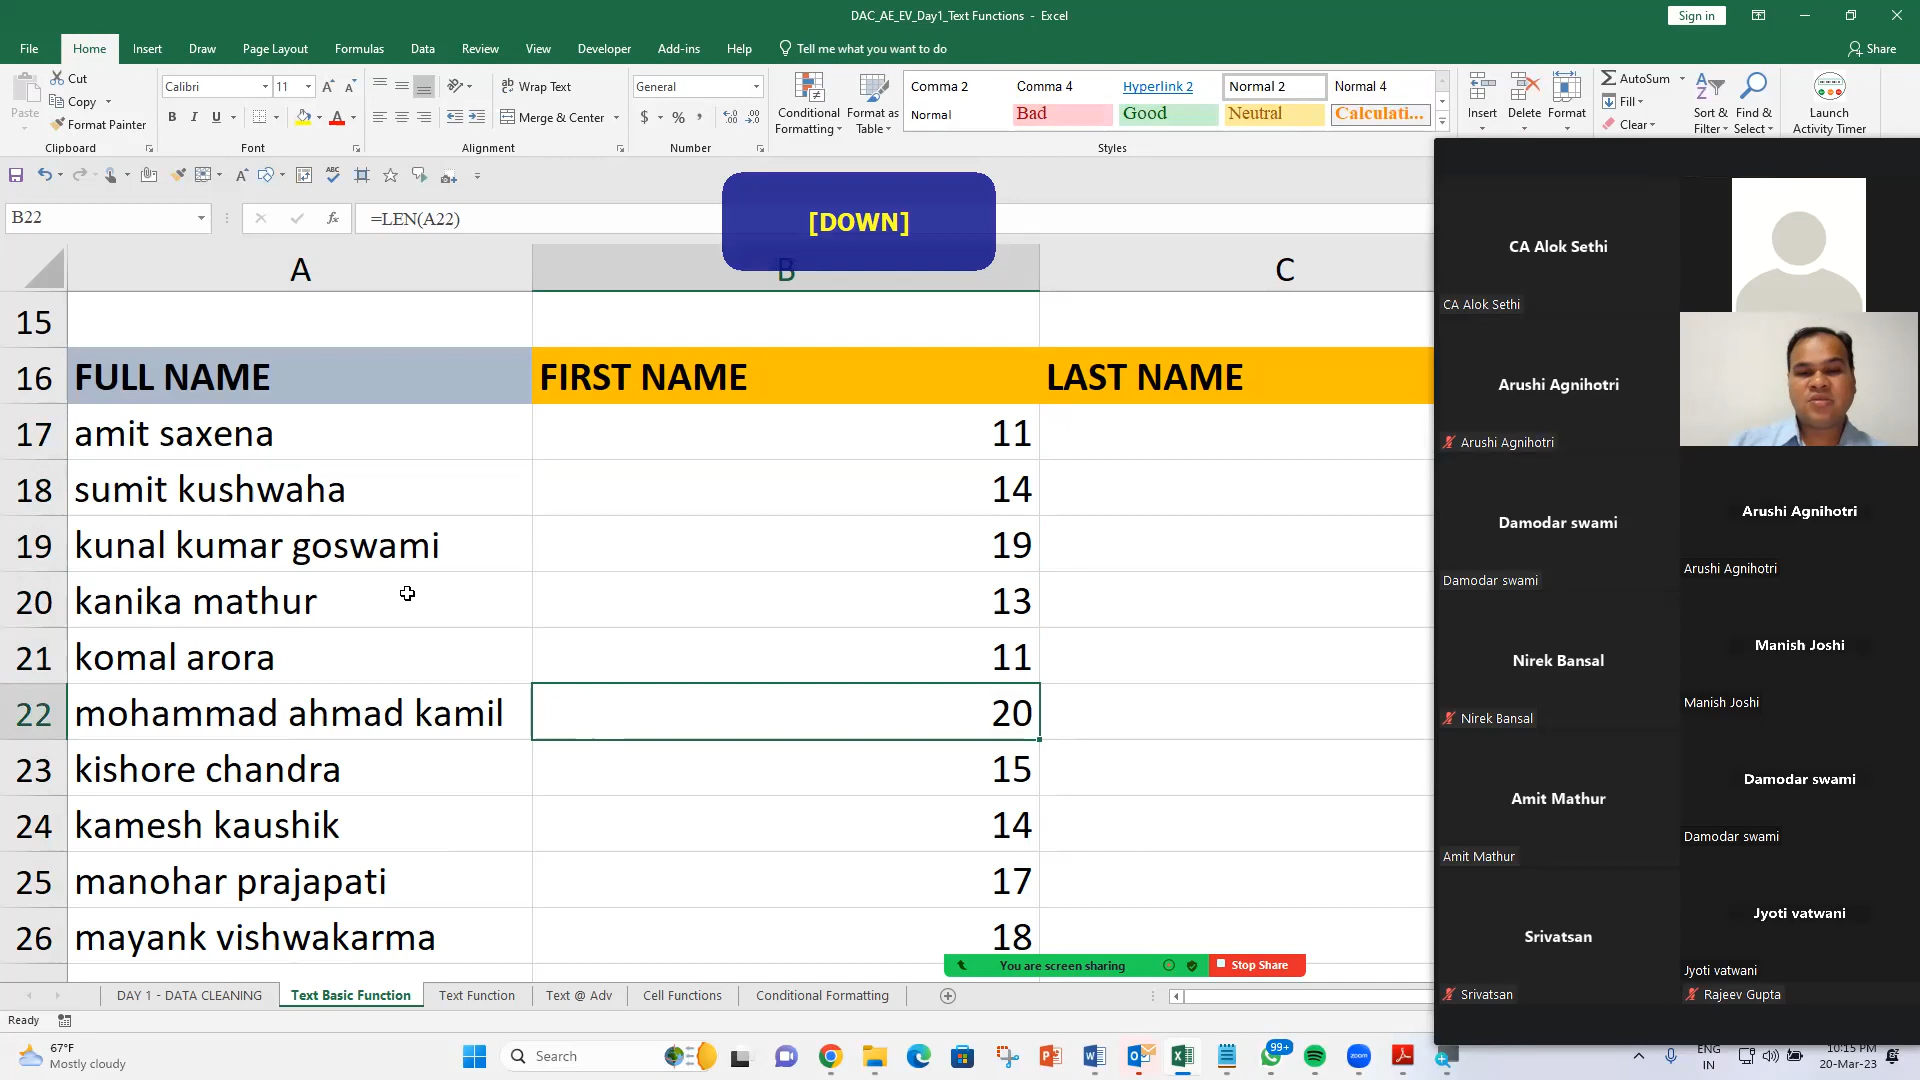 DAC_AE_EV_Day1_Text Functions - Excel
Sign in
File Home Insert Draw Page Layout Formulas Data Review View Developer Add-ins Help Tell me what you want to do
Share
Paste
Cut
Copy
Format Painter
Clipboard
Calibri 11
B I U
Font
Wrap Text
Merge & Center
Alignment
General
$ % ,
Number
Conditional Formatting
Format as Table
Comma 2 Comma 4 Hyperlink 2 Normal 2 Normal 4
Normal Bad Good Neutral Calculati...
Styles
Insert Delete Format
AutoSum
Fill
Clear
Sort & Filter
Find & Select
Launch Activity Timer
B22
fx
=LEN(A22)
[DOWN]
A B C
15
16 FULL NAME FIRST NAME LAST NAME
17 amit saxena 11
18 sumit kushwaha 14
19 kunal kumar goswami 19
20 kanika mathur 13
21 komal arora 11
22 mohammad ahmad kamil 20
23 kishore chandra 15
24 kamesh kaushik 14
25 manohar prajapati 17
26 mayank vishwakarma 18
You are screen sharing
Stop Share
DAY 1 - DATA CLEANING Text Basic Function Text Function Text @ Adv Cell Functions Conditional Formatting
Ready
CA Alok Sethi
CA Alok Sethi
Arushi Agnihotri
Arushi Agnihotri
Arushi Agnihotri
Arushi Agnihotri
Damodar swami
Damodar swami
Manish Joshi
Manish Joshi
Nirek Bansal
Nirek Bansal
Damodar swami
Damodar swami
Amit Mathur
Amit Mathur
Jyoti vatwani
Jyoti vatwani
Srivatsan
Srivatsan
Rajeev Gupta
67°F
Mostly cloudy
Search
99+
zoom
ENG
IN
10:15 PM
20-Mar-23